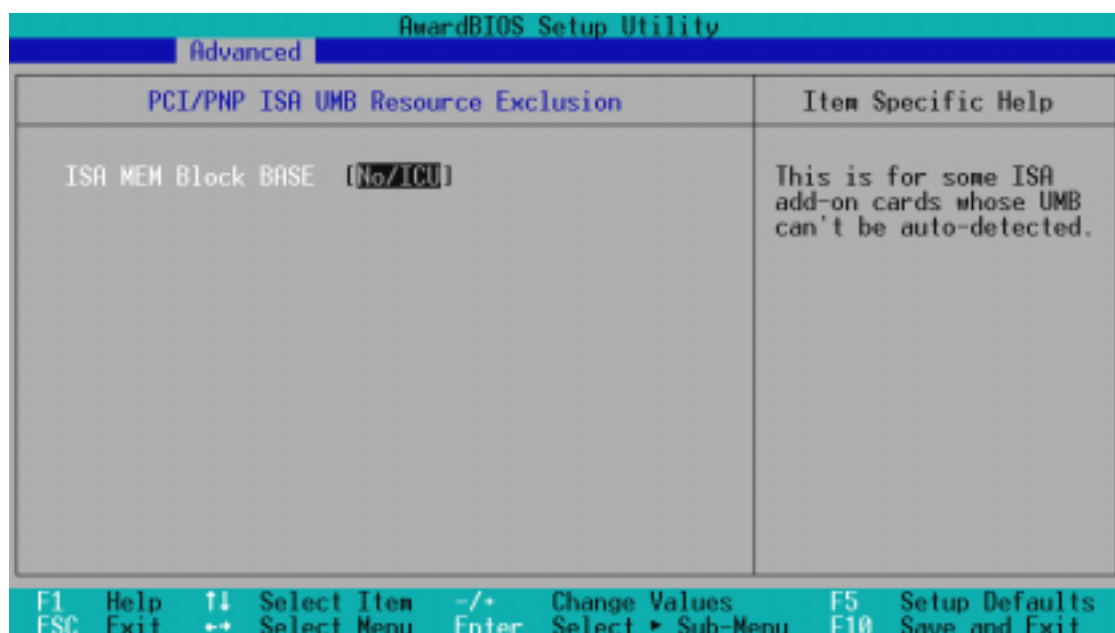 AwardBIOS Setup Utility
Advanced
PCI/PNP ISA UMB Resource Exclusion
Item Specific Help
ISA MEM Block BASE [No/ICU]
This is for some ISA
add-on cards whose UMB
can't be auto-detected.
F1 Help ↑↓ Select Item -/+ Change Values F5 Setup Defaults
ESC Exit ←→ Select Menu Enter Select ► Sub-Menu F10 Save and Exit